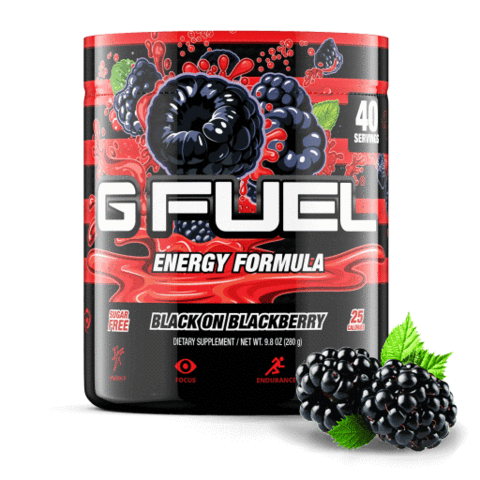 40
SERVINGS
G FUEL
ENERGY FORMULA
SUGAR
FREE
BLACK ON BLACKBERRY
25
CALORIES
DIETARY SUPPLEMENT / NET WT. 9.8 OZ (280 g)
FOCUS
ENDURANCE